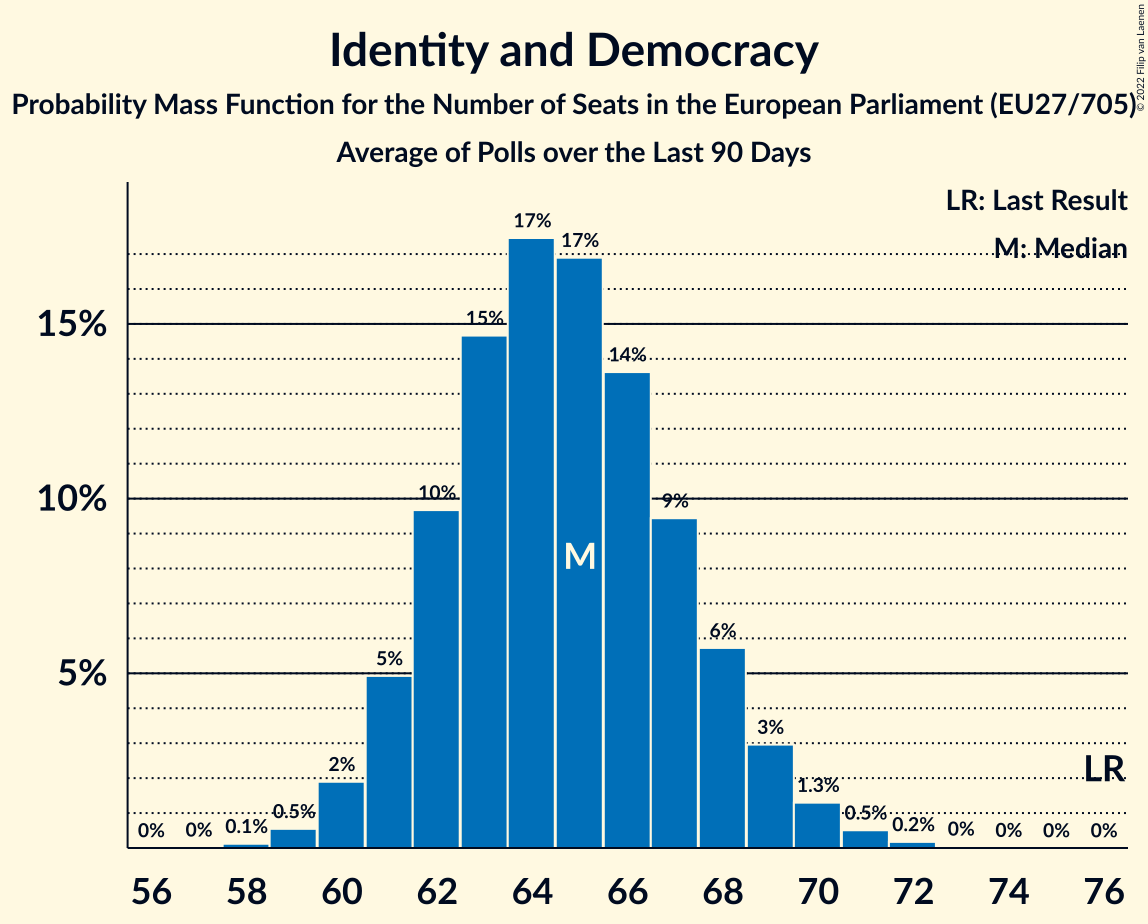 Identity and Democracy
Probability Mass Function for the Number of Seats in the European Parliament (EU27/705)
Average of Polls over the Last 90 Days
© 2022 Filip van Laenen
LR: Last Result
M: Median
15%
10%
5%
0% 0% 0.1% 0.5% 2% 5% 10% 15% 17% 17% 14% 9% 6% 3% 1.3% 0.5% 0.2% 0% 0% 0% 0%
M
LR
56 58 60 62 64 66 68 70 72 74 76